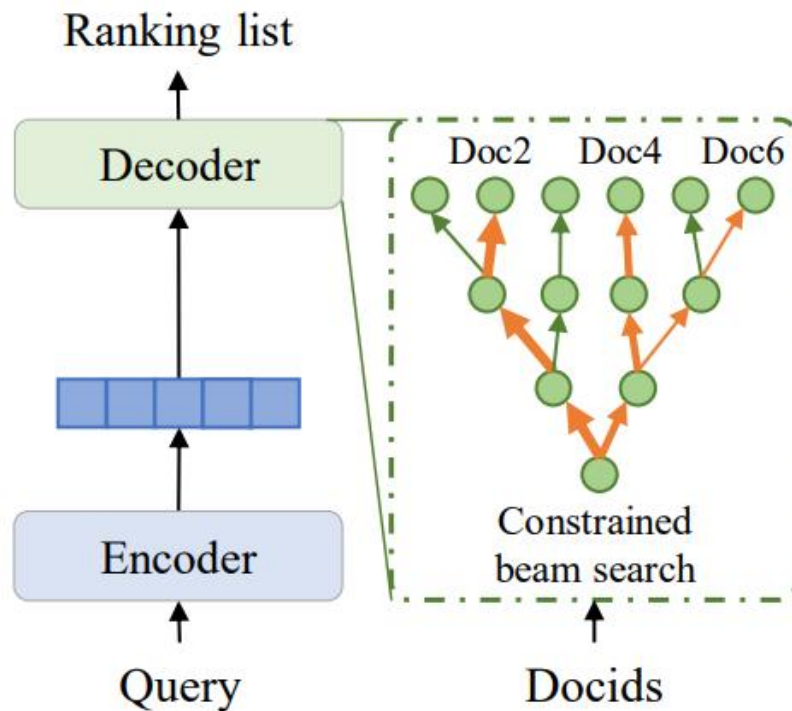 Ranking list
Decoder
Doc2 Doc4 Doc6
Constrained
beam search
Encoder
Query
Docids